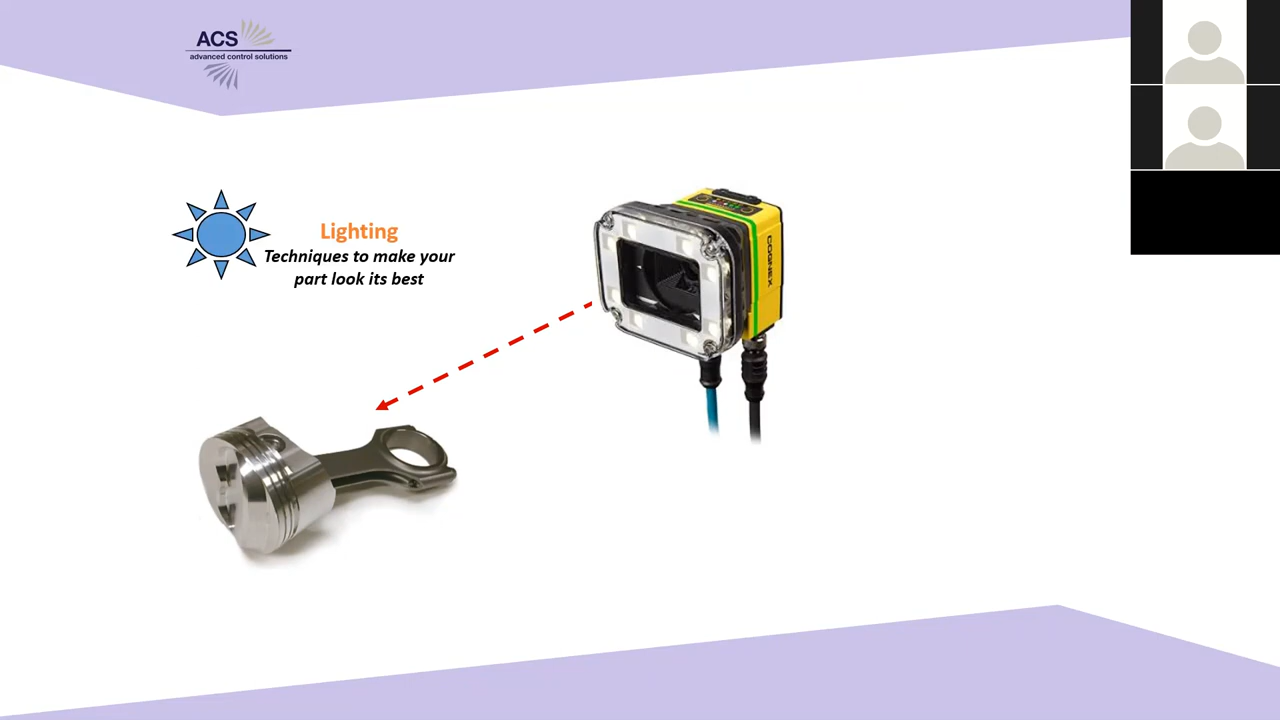 ACS
advanced control solutions
Lighting
Techniques to make your
part look its best
COGNEX